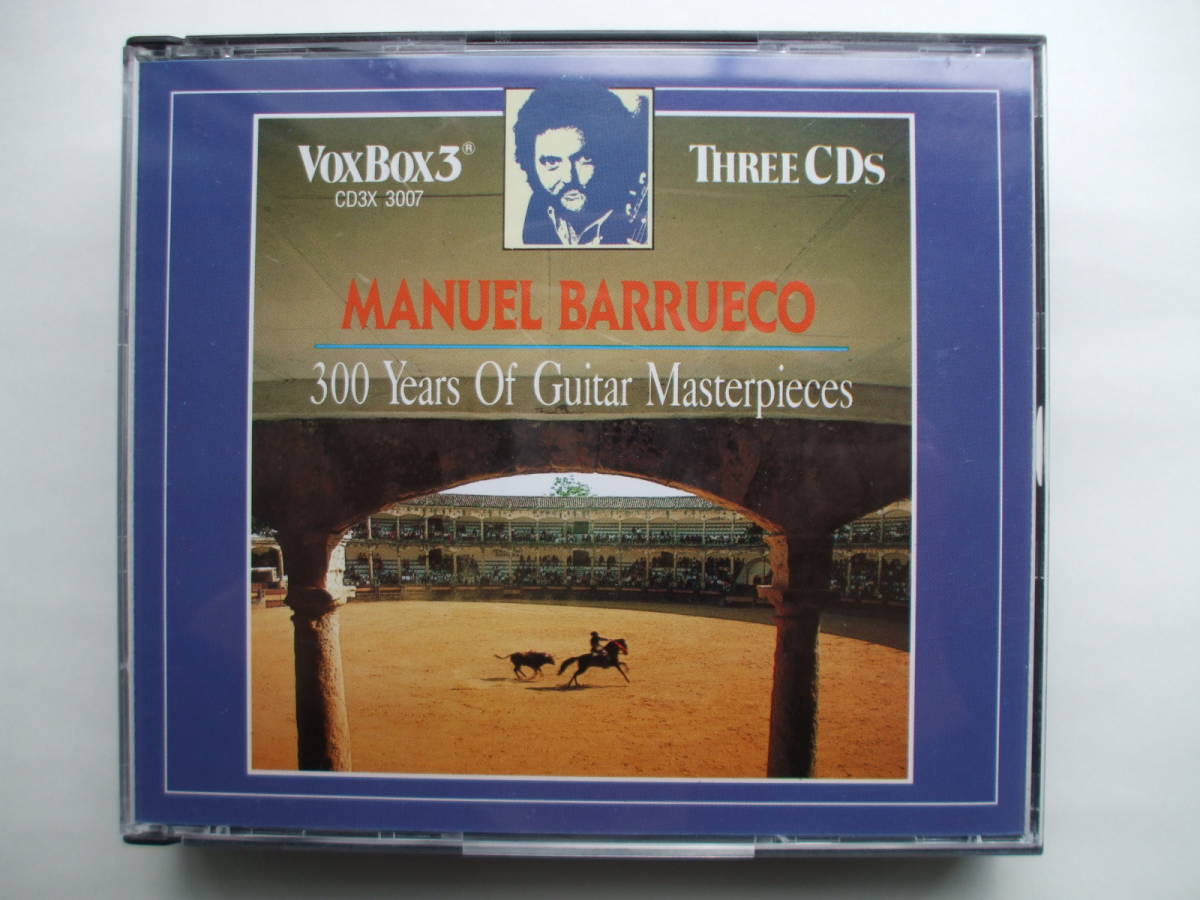 VOXBOX3®
CD3X 3007
THREE CDS
MANUEL BARRUECO
300 Years Of Guitar Masterpieces